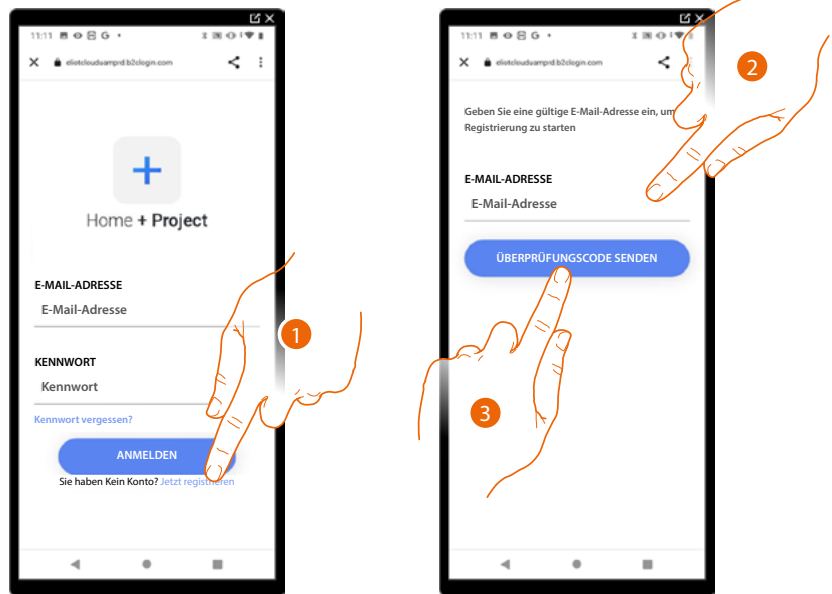 11:11 G
eliotclouduamprd.b2clogin.com
Home + Project
E-MAIL-ADRESSE
E-Mail-Adresse
KENNWORT
Kennwort
Kennwort vergessen?
ANMELDEN
Sie haben Kein Konto? Jetzt registrieren
1
11:11 G
eliotclouduamprd.b2clogin.com
Geben Sie eine gültige E-Mail-Adresse ein, um
Registrierung zu starten
E-MAIL-ADRESSE
E-Mail-Adresse
ÜBERPRÜFUNGSCODE SENDEN
2
3